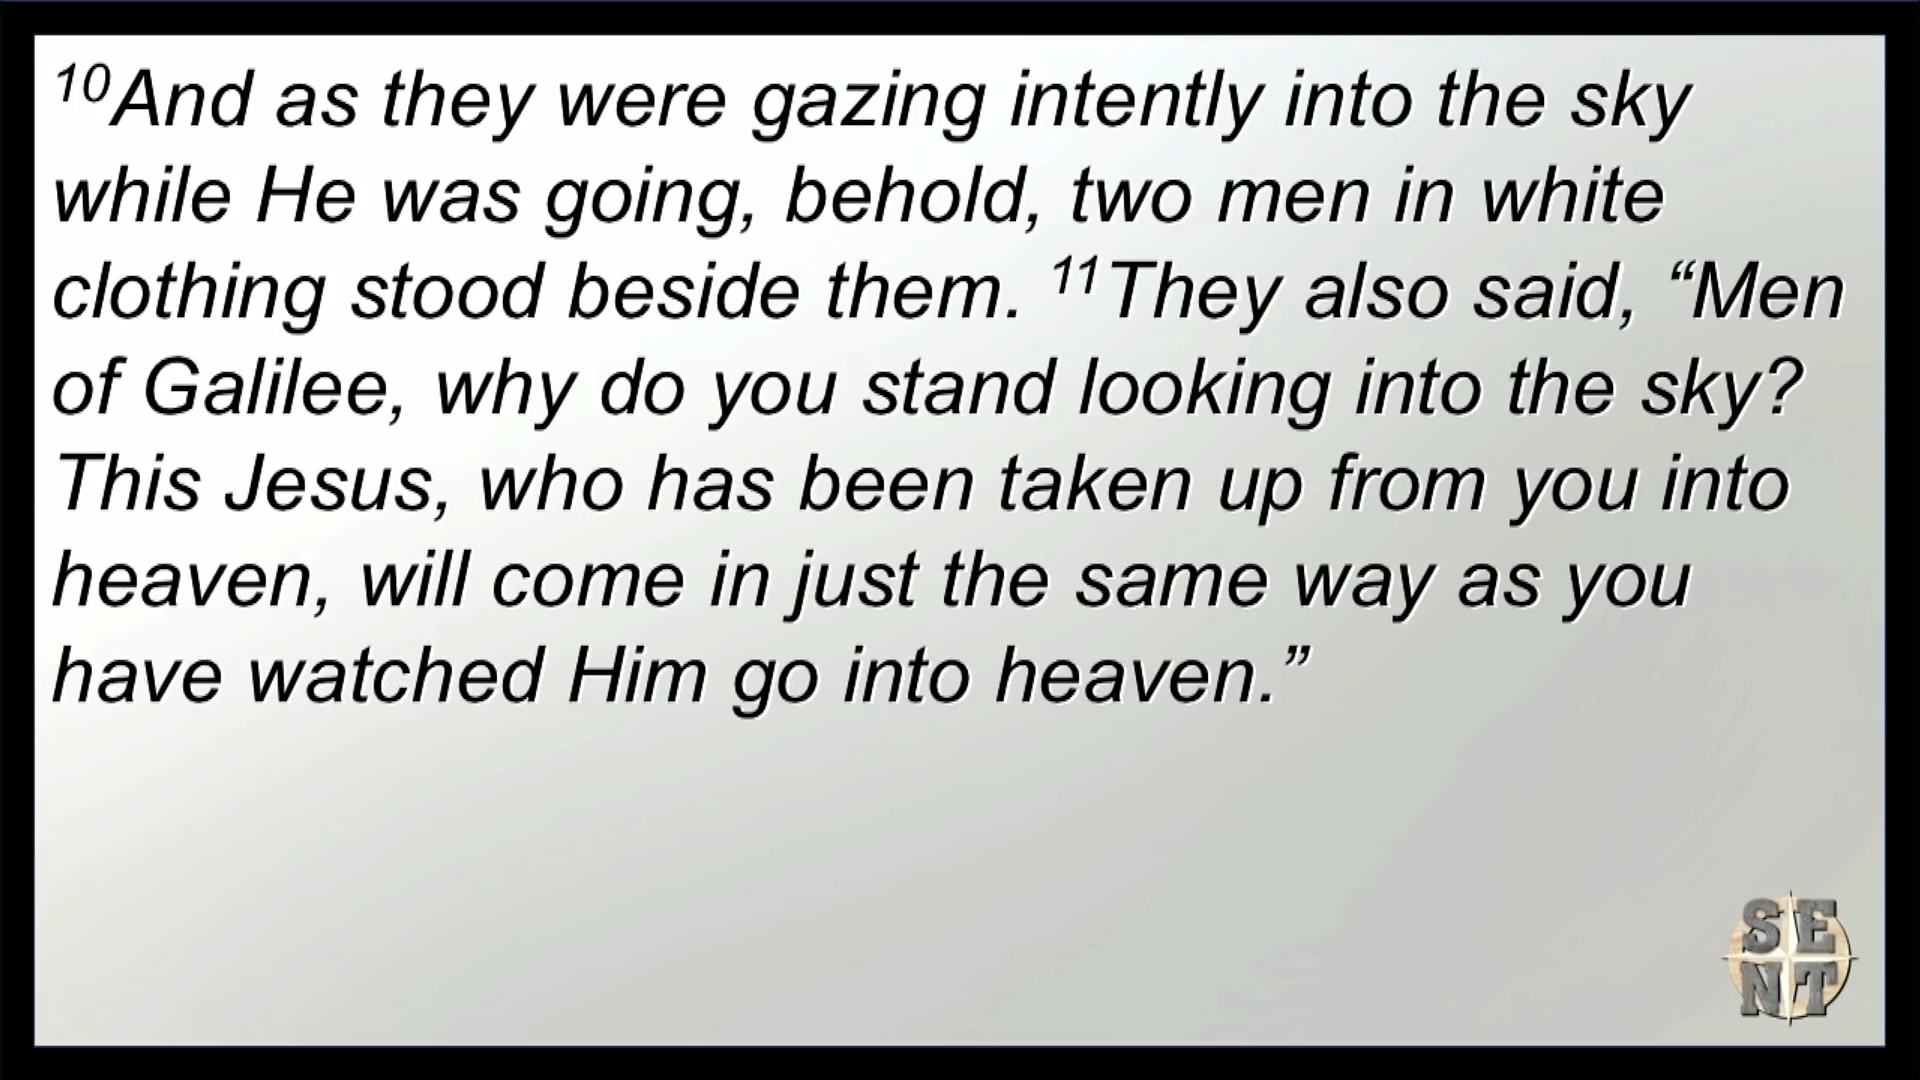 10And as they were gazing intently into the sky
while He was going, behold, two men in white
clothing stood beside them. 11They also said, “Men
of Galilee, why do you stand looking into the sky?
This Jesus, who has been taken up from you into
heaven, will come in just the same way as you
have watched Him go into heaven.”
SE
NT